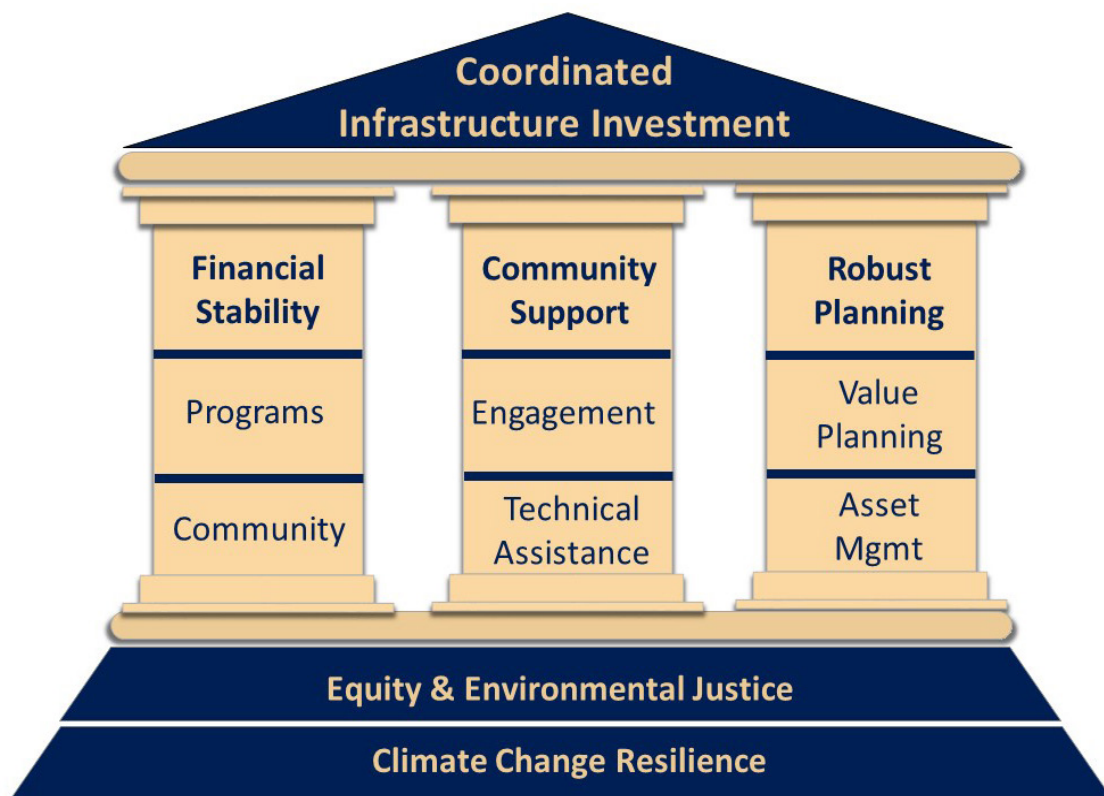 Coordinated
Infrastructure Investment
Financial
Stability
Programs
Community
Community
Support
Engagement
Technical
Assistance
Robust
Planning
Value
Planning
Asset
Mgmt
Equity & Environmental Justice
Climate Change Resilience